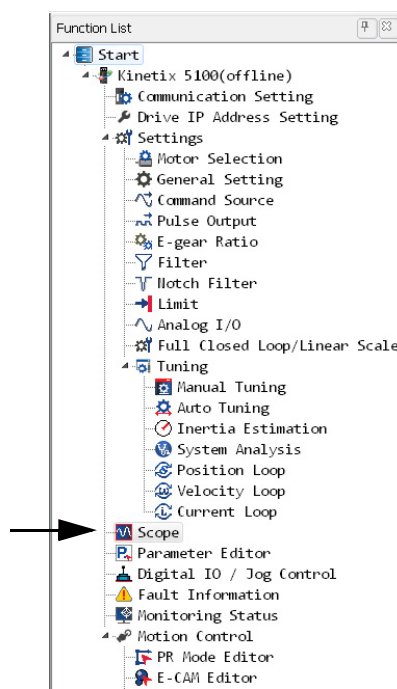 Function List
Start
Kinetix 5100(offline)
Communication Setting
Drive IP Address Setting
Settings
Motor Selection
General Setting
Command Source
Pulse Output
E-gear Ratio
Filter
Notch Filter
Limit
Analog I/O
Full Closed Loop/Linear Scale
Tuning
Manual Tuning
Auto Tuning
Inertia Estimation
System Analysis
Position Loop
Velocity Loop
Current Loop
Scope
Parameter Editor
Digital IO / Jog Control
Fault Information
Monitoring Status
Motion Control
PR Mode Editor
E-CAM Editor